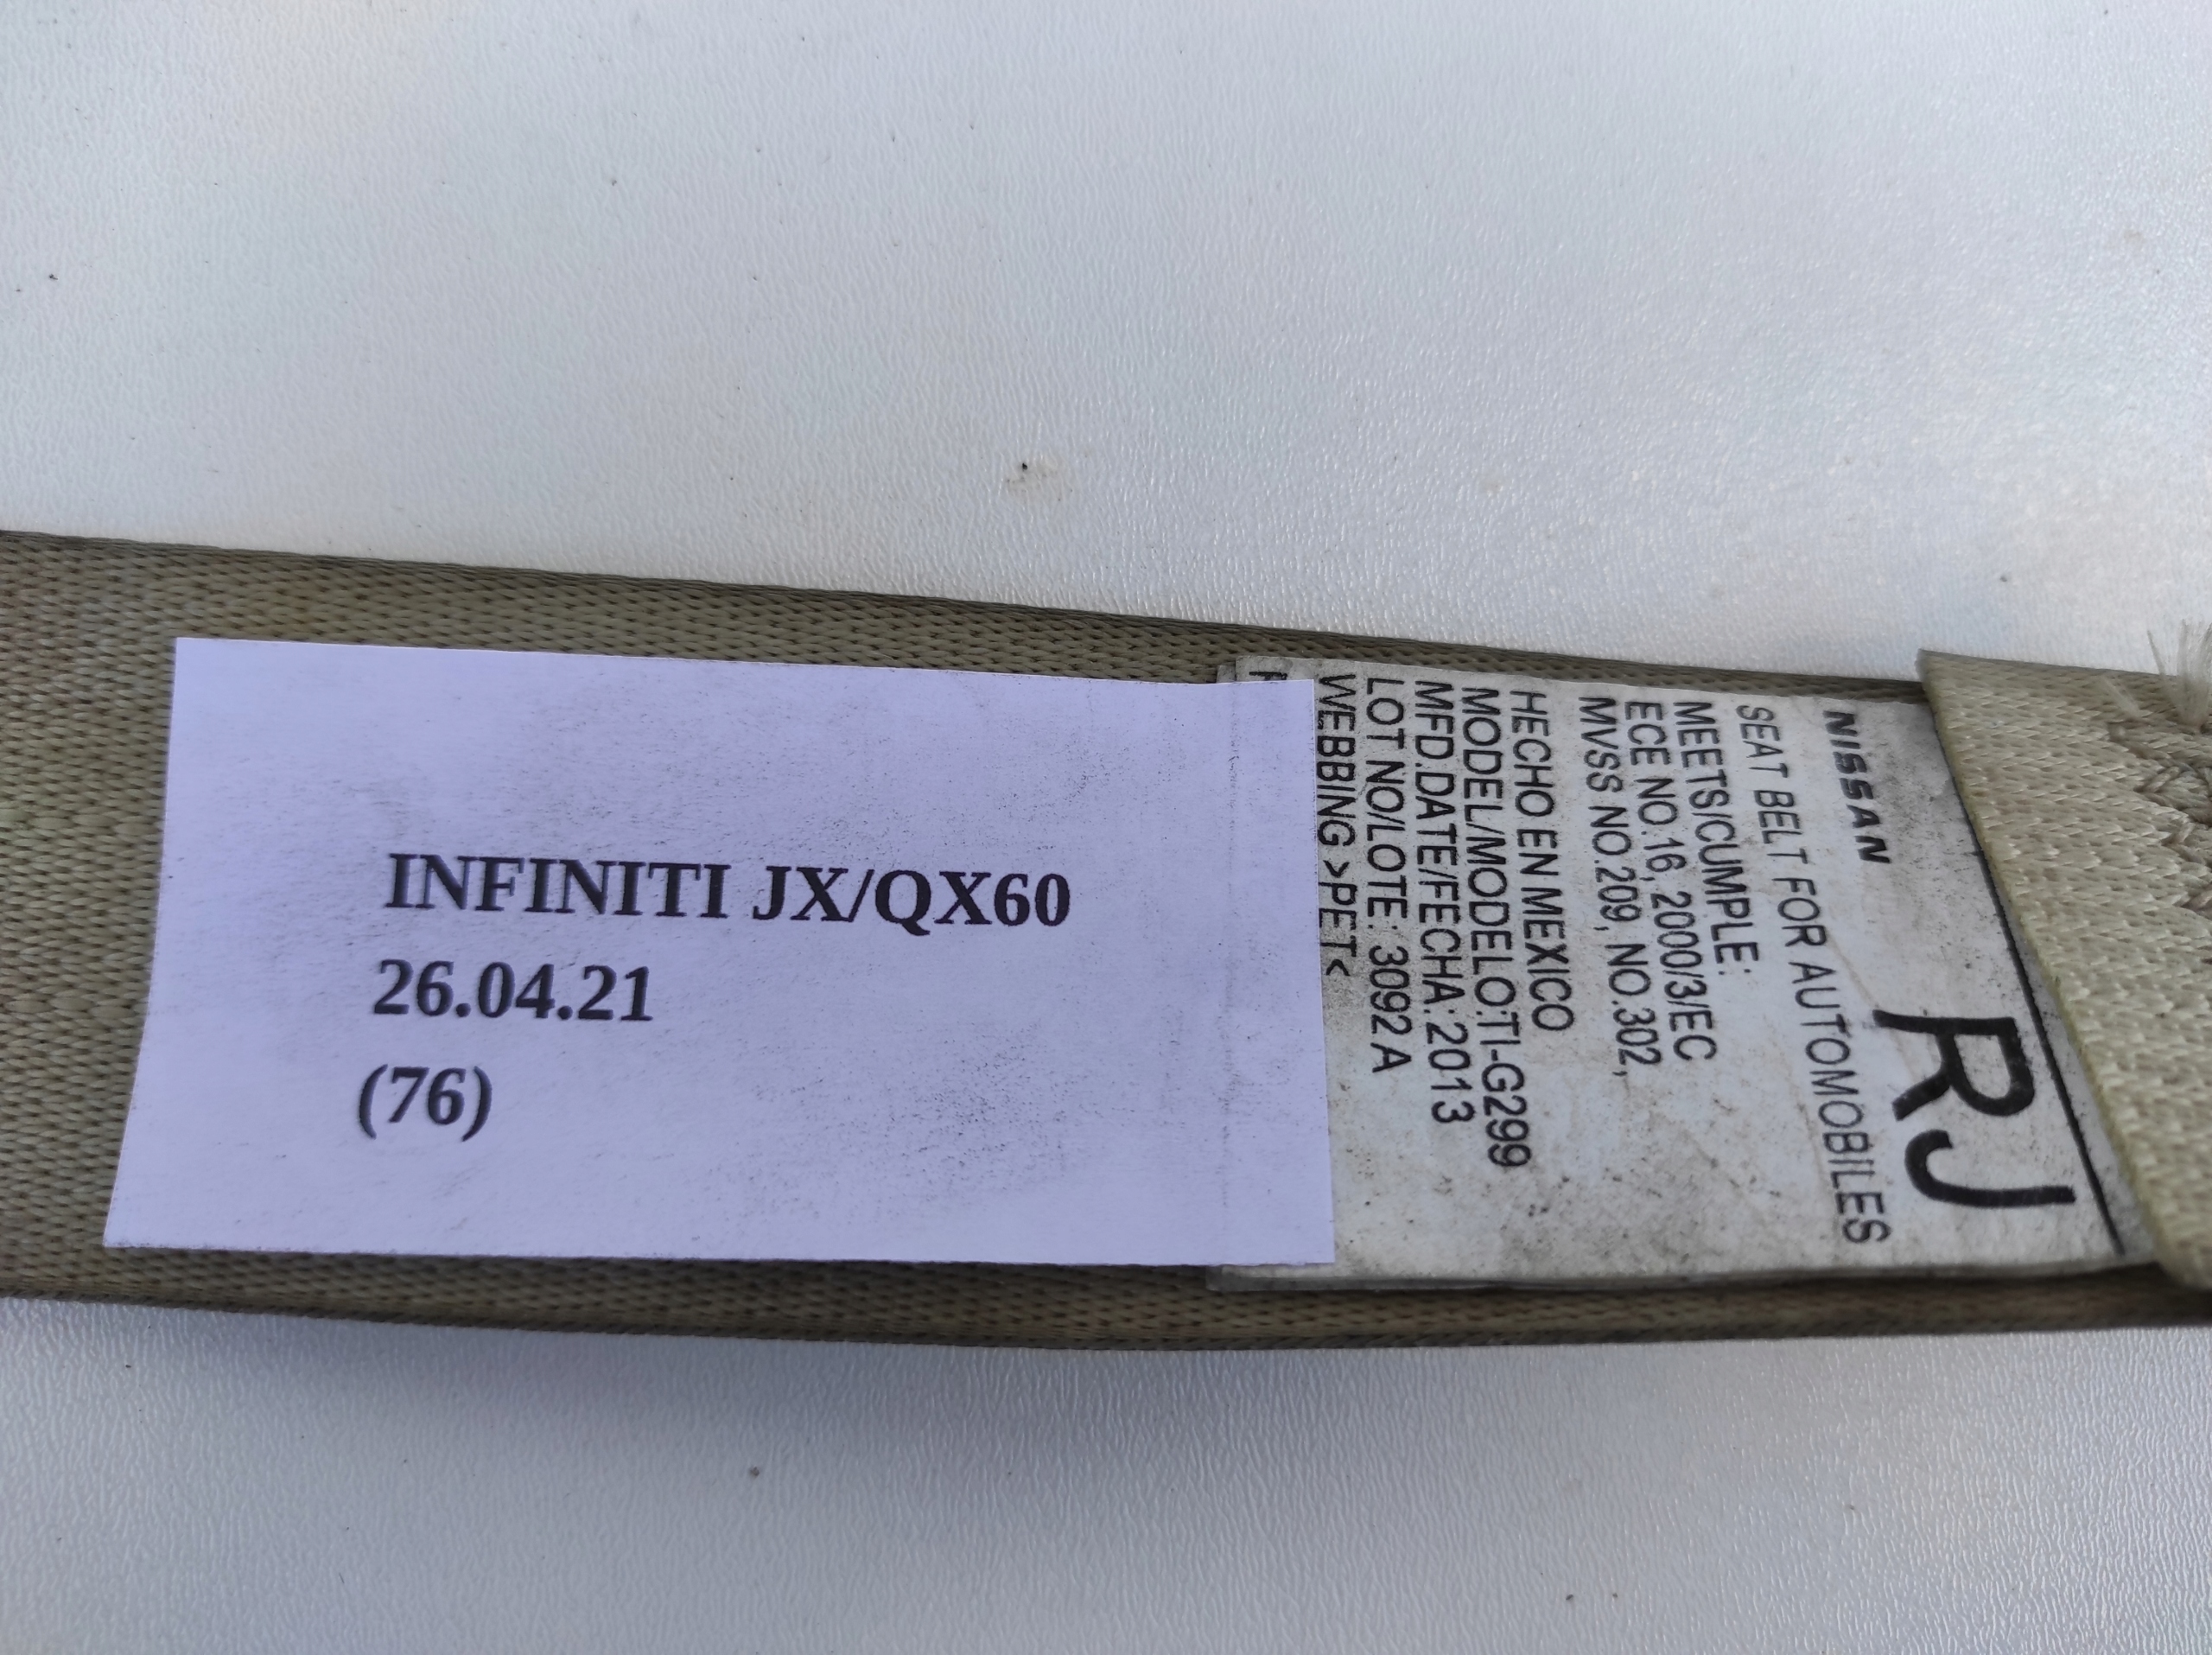 INFINITI JX/QX60
26.04.21
(76)
RJ
NISSAN
SEAT BELT FOR AUTOMOBILES
MEETS/CUMPLE:
ECE NO.16, 2000/3/EC
MVSS NO.209, NO.302,
HECHO EN MEXICO
MODEL/MODELO:TI-G299
MFD.DATE/FECHA: 2013
LOT NO/LOTE: 3092 A
WEBBING >PET<